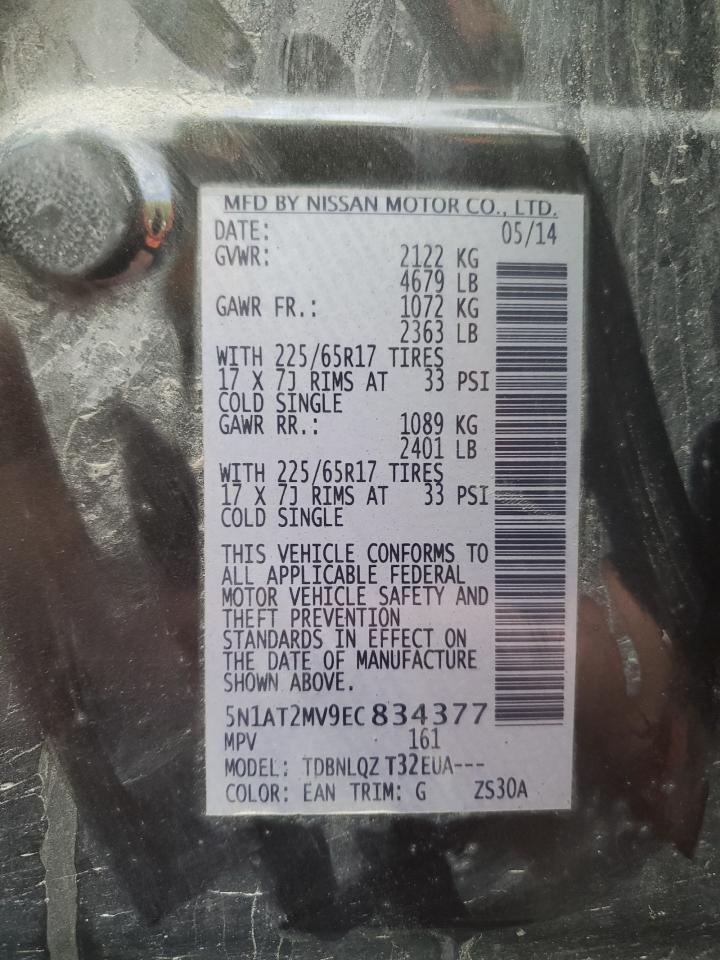 MFD BY NISSAN MOTOR CO., LTD.
DATE: 05/14
GVWR: 2122 KG
4679 LB
GAWR FR.: 1072 KG
2363 LB
WITH 225/65R17 TIRES
17 X 7J RIMS AT 33 PSI
COLD SINGLE
GAWR RR.: 1089 KG
2401 LB
WITH 225/65R17 TIRES
17 X 7J RIMS AT 33 PSI
COLD SINGLE
THIS VEHICLE CONFORMS TO
ALL APPLICABLE FEDERAL
MOTOR VEHICLE SAFETY AND
THEFT PREVENTION
STANDARDS IN EFFECT ON
THE DATE OF MANUFACTURE
SHOWN ABOVE.
5N1AT2MV9EC834377
MPV 161
MODEL: TDBNLQZ T32EUA---
COLOR: EAN TRIM: G ZS30A